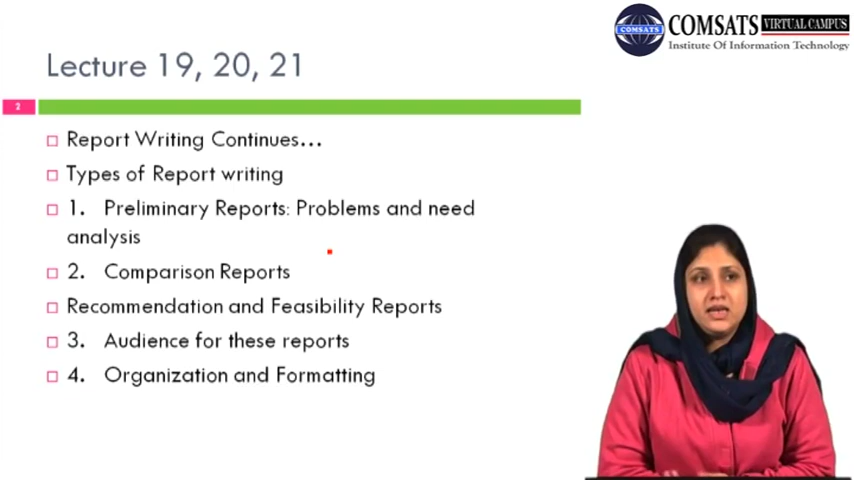 COMSATS VIRTUAL CAMPUS
Institute Of Information Technology
COMSATS
Lecture 19, 20, 21
2
Report Writing Continues...
Types of Report writing
1. Preliminary Reports: Problems and need
analysis
2. Comparison Reports
Recommendation and Feasibility Reports
3. Audience for these reports
4. Organization and Formatting